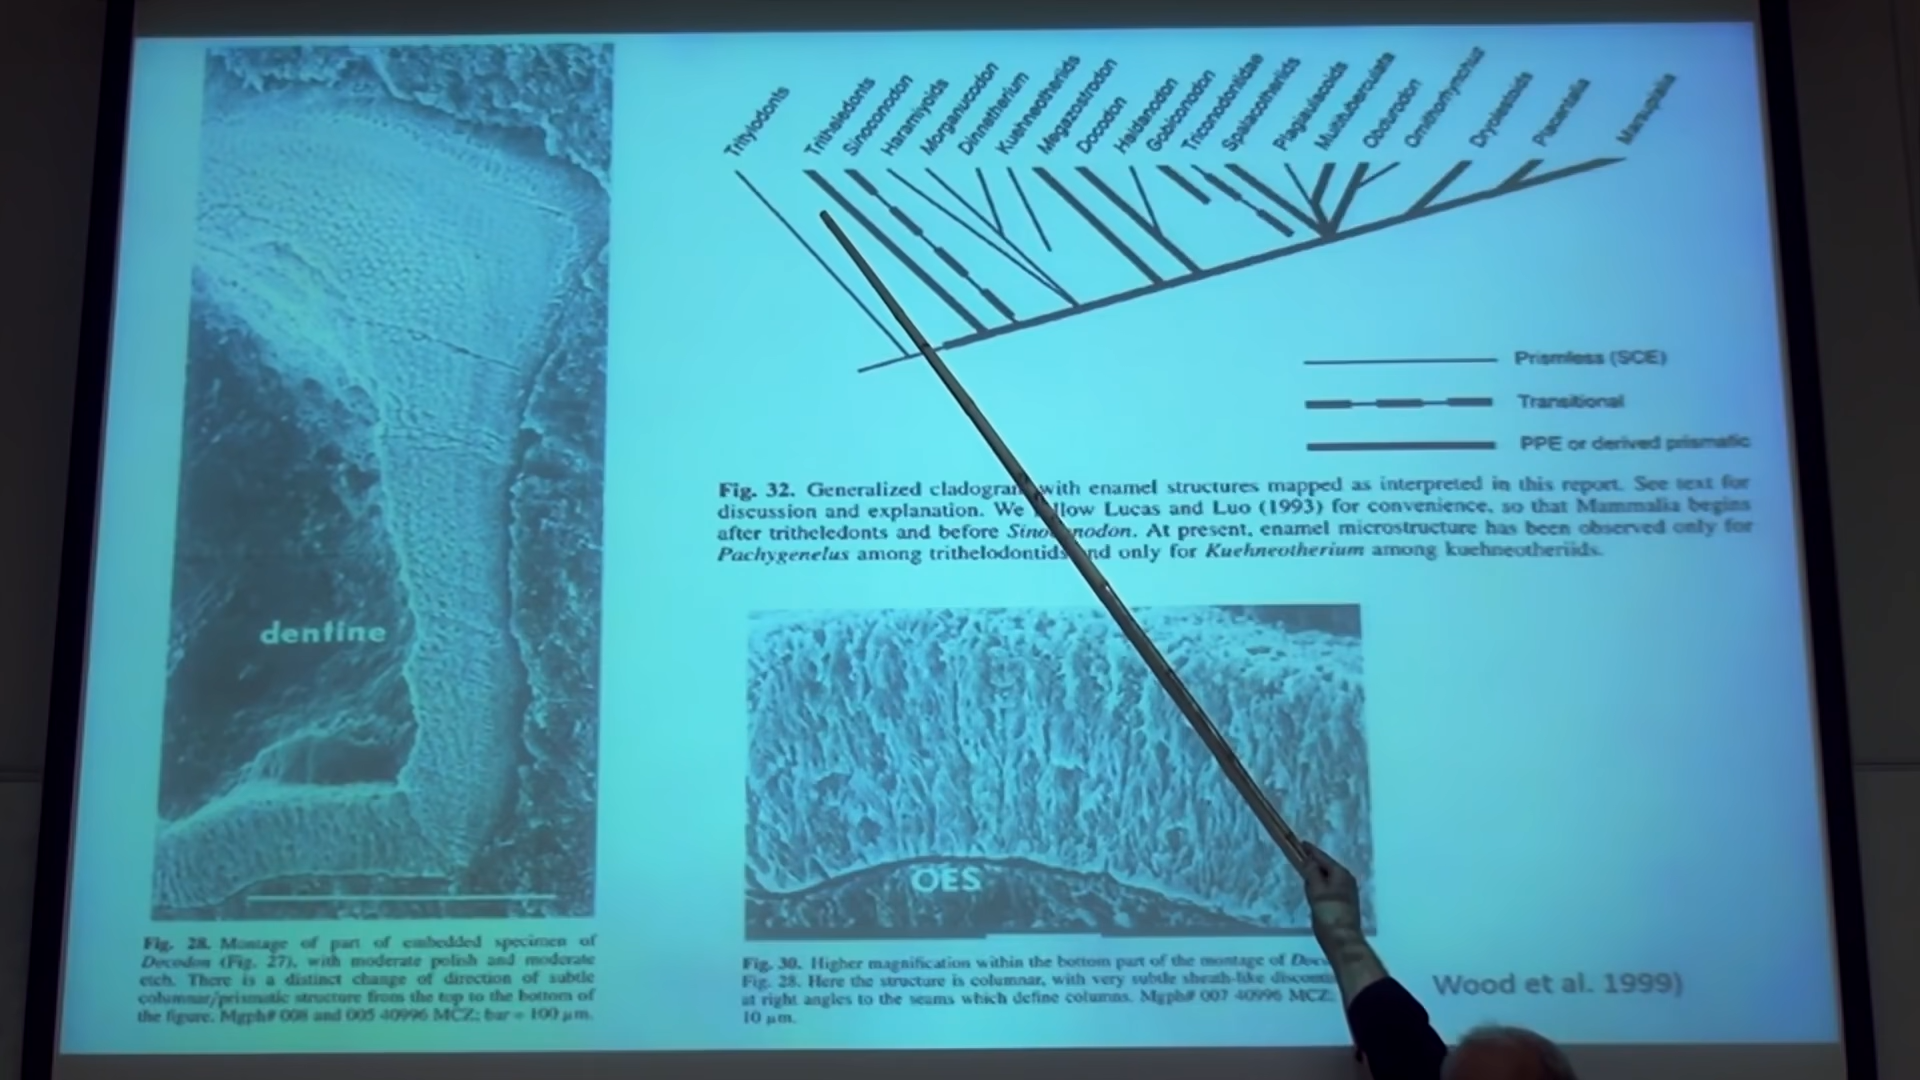 Tritylodonts
Tritheledonts
Sinoconodon
Haramiyoids
Morganucodon
Dinnetherium
Kuehneotheriids
Megazostrodon
Docodon
Haldanodon
Gobiconodon
Triconodontidae
Spalacotheriids
Plagiaulacoids
Multituberculata
Obdurodon
Ornithorhynchus
Dryolestoids
Placentalia
Marsupialia
Prismless (SCE)
Transitional
PPE or derived prismatic
Fig. 32. Generalized cladogram with enamel structures mapped as interpreted in this report. See text for
discussion and explanation. We low Lucas and Luo (1993) for convenience, so that Mammalia begins
after tritheledonts and before Sino nodon. At present, enamel microstructure has been observed only for
Pachygenelus among trithelodontids nd only for Kuehneotherium among kuehneotheriids.
dentine
OES
Fig. 28. Montage of part of embedded specimen of
Docodon (Fig. 27), with moderate polish and moderate
etch. There is a distinct change of direction of subtle
columnar/prismatic structure from the top to the bottom of
the figure. Mgph# 008 and 005 40996 MCZ; bar = 100 µm.
Fig. 30. Higher magnification within the bottom part of the montage of Doc
Fig. 28. Here the structure is columnar, with very subtle sheath-like discont
at right angles to the seams which define columns. Mgph# 007 40996 MCZ;
10 µm.
Wood et al. 1999)